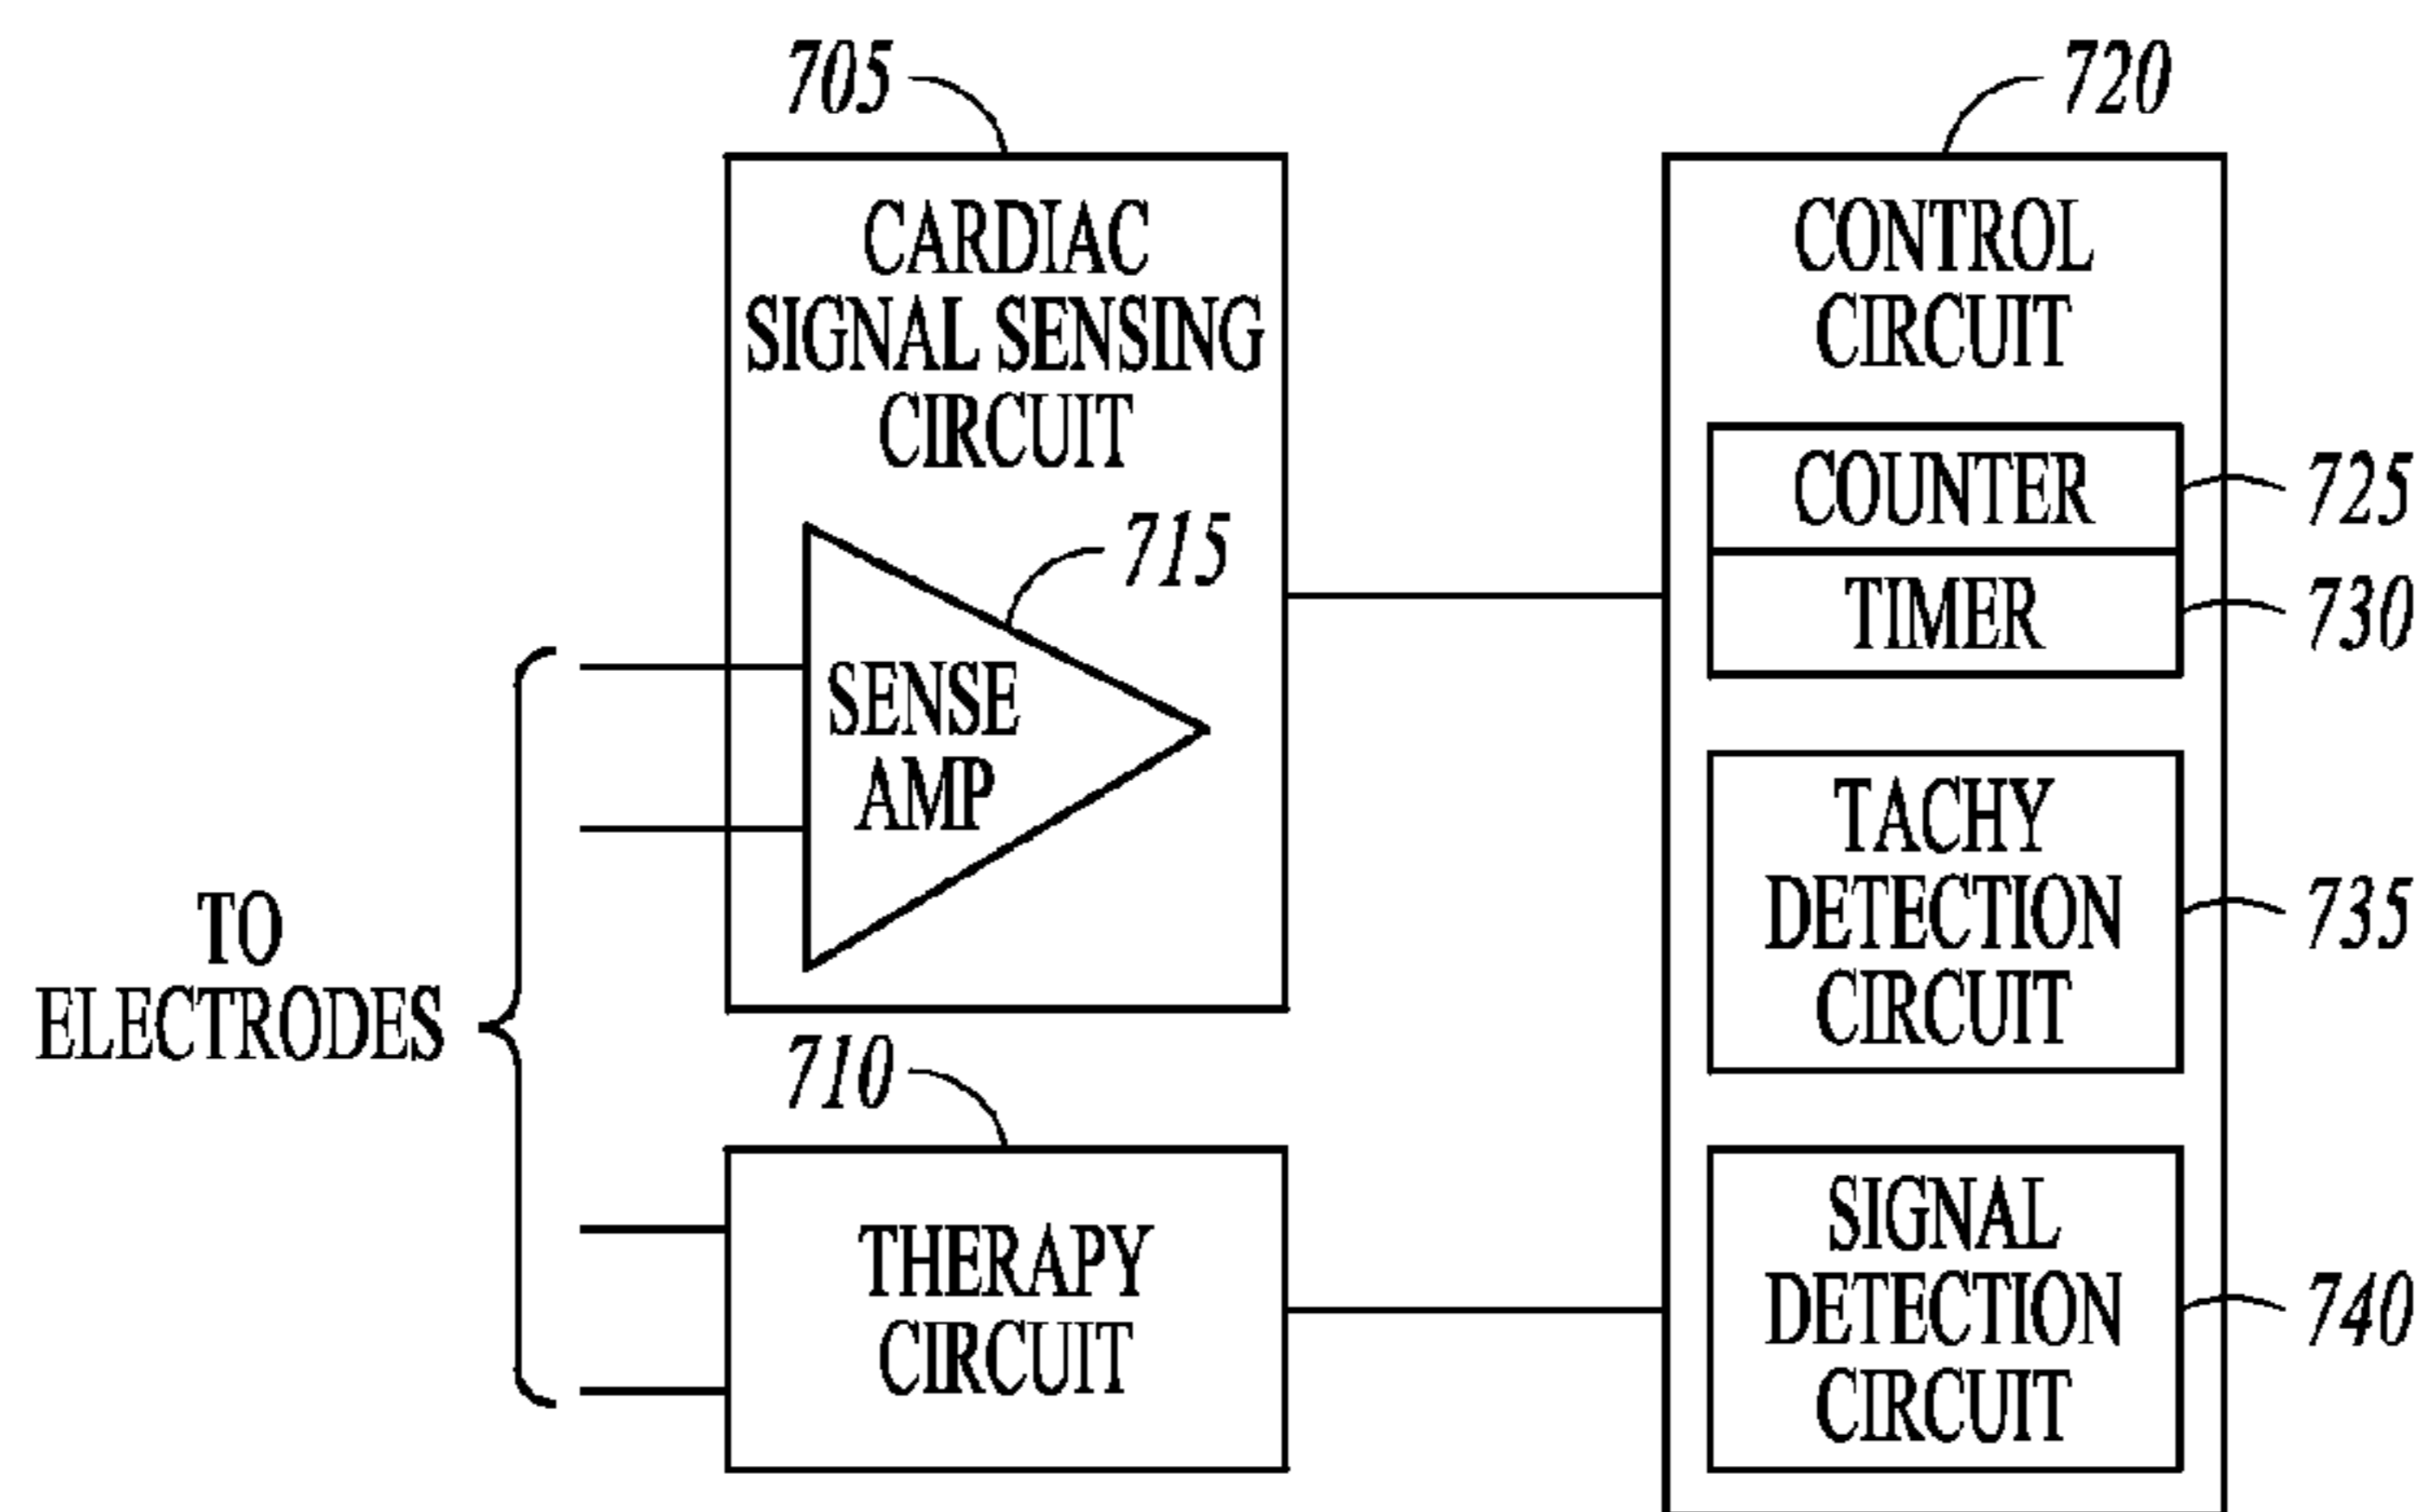 705
CARDIAC
SIGNAL SENSING
CIRCUIT
715
SENSE
AMP
TO
ELECTRODES
710
THERAPY
CIRCUIT
720
CONTROL
CIRCUIT
COUNTER
725
TIMER
730
TACHY
DETECTION
CIRCUIT
735
SIGNAL
DETECTION
CIRCUIT
740